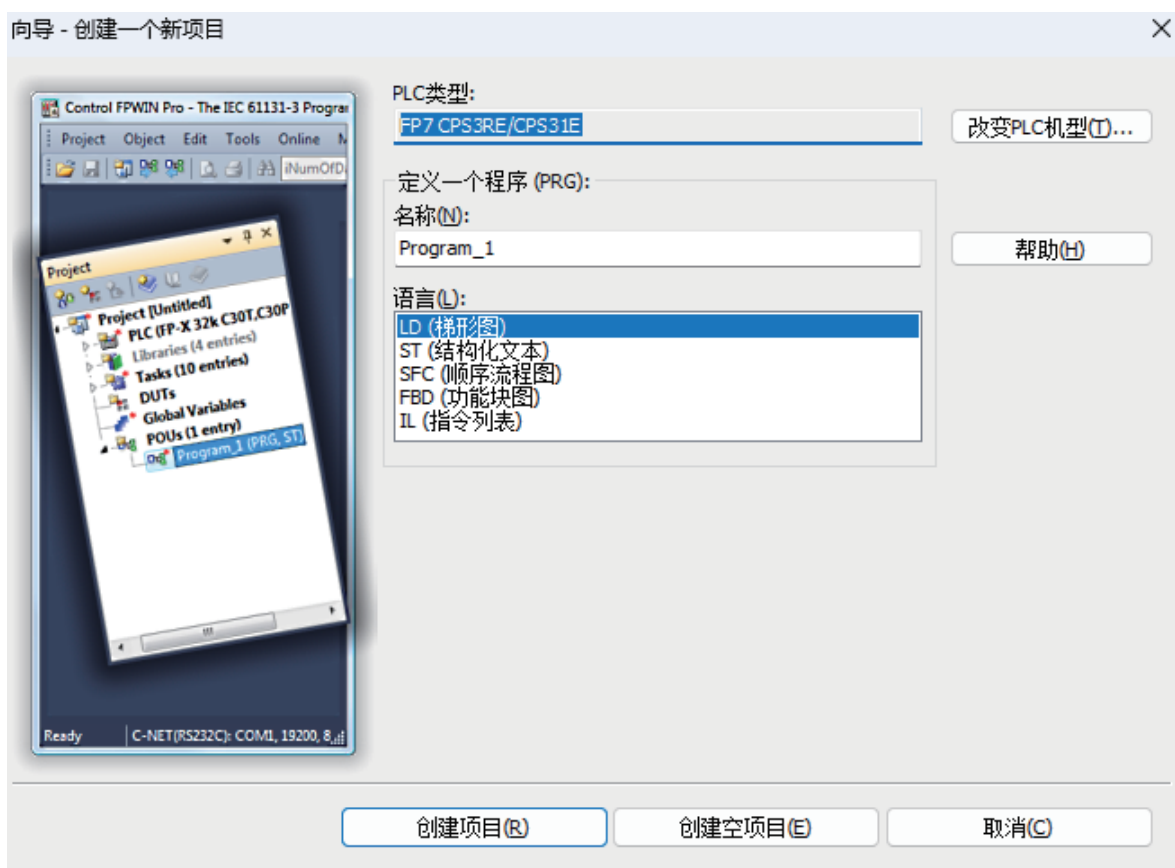 向导 - 创建一个新项目
Control FPWIN Pro - The IEC 61131-3 Program
Project Object Edit Tools Online
iNumOfD
Project
Project [Untitled]
PLC (FP-X 32k C30T,C30P
Libraries (4 entries)
Tasks (10 entries)
DUTs
Global Variables
POUs (1 entry)
Program_1 (PRG, ST)
Ready C-NET(RS232C): COM1, 19200, 8
PLC类型:
FP7 CPS3RE/CPS31E
改变PLC机型(T)...
定义一个程序 (PRG):
名称(N):
Program_1
帮助(H)
语言(L):
LD (梯形图)
ST (结构化文本)
SFC (顺序流程图)
FBD (功能块图)
IL (指令列表)
创建项目(R)
创建空项目(E)
取消(C)